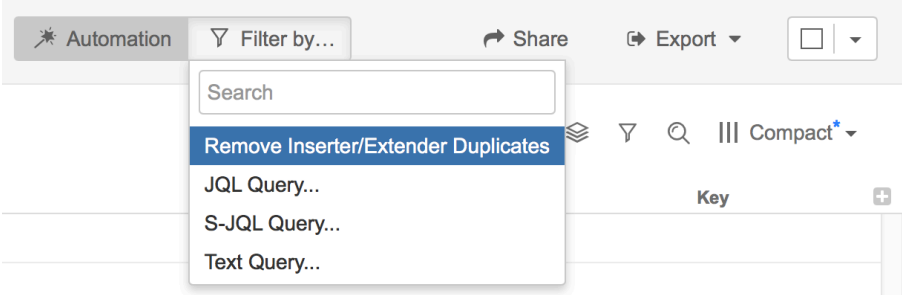 Automation Filter by... Share Export
Search
Remove Inserter/Extender Duplicates
Compact*
JQL Query...
Key
S-JQL Query...
Text Query...